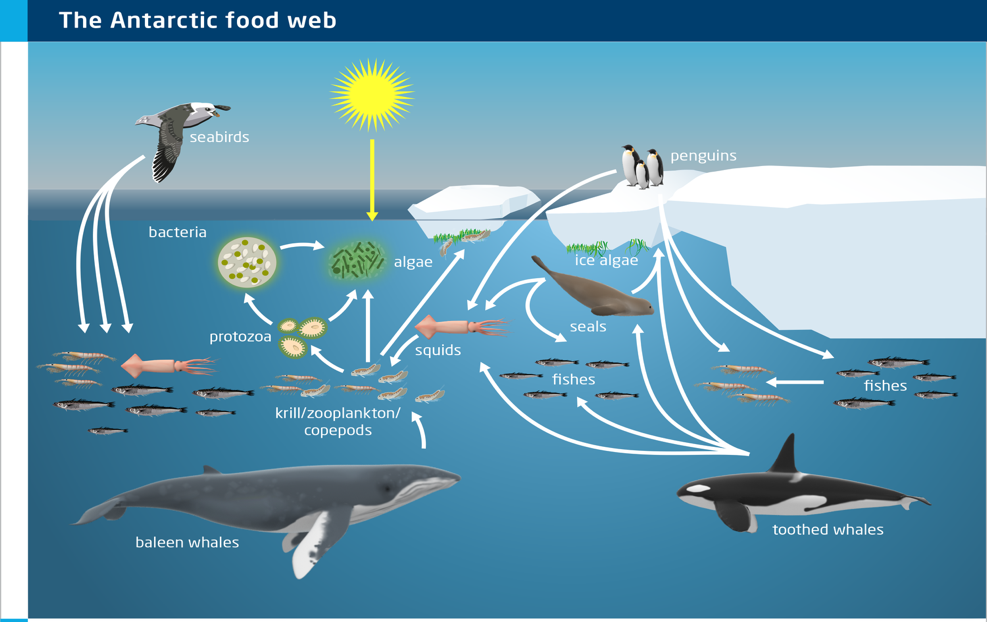 The Antarctic food web
seabirds
penguins
bacteria
algae
ice algae
protozoa
squids
seals
fishes
fishes
krill/zooplankton/
copepods
baleen whales
toothed whales